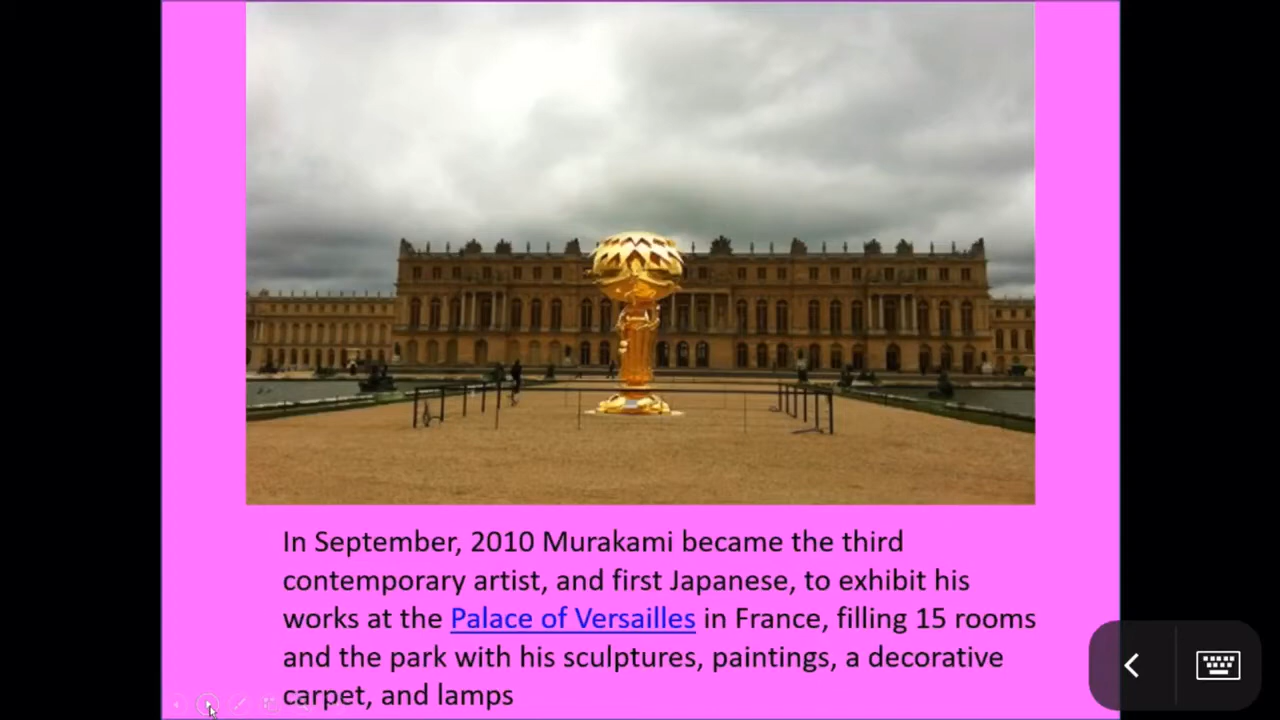 In September, 2010 Murakami became the third
contemporary artist, and first Japanese, to exhibit his
works at the Palace of Versailles in France, filling 15 rooms
and the park with his sculptures, paintings, a decorative
carpet, and lamps